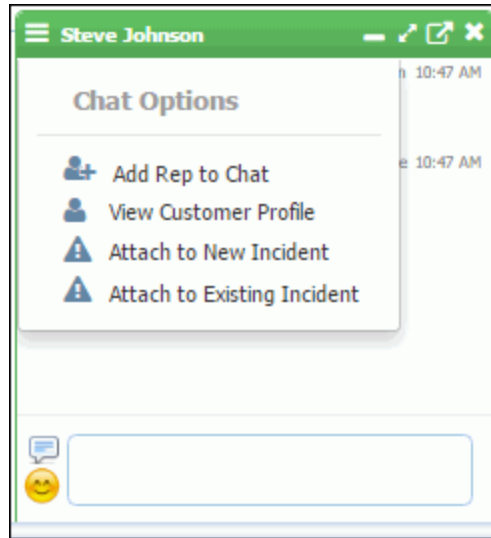 Steve Johnson
10:47 AM
Chat Options
10:47 AM
Add Rep to Chat
View Customer Profile
Attach to New Incident
Attach to Existing Incident